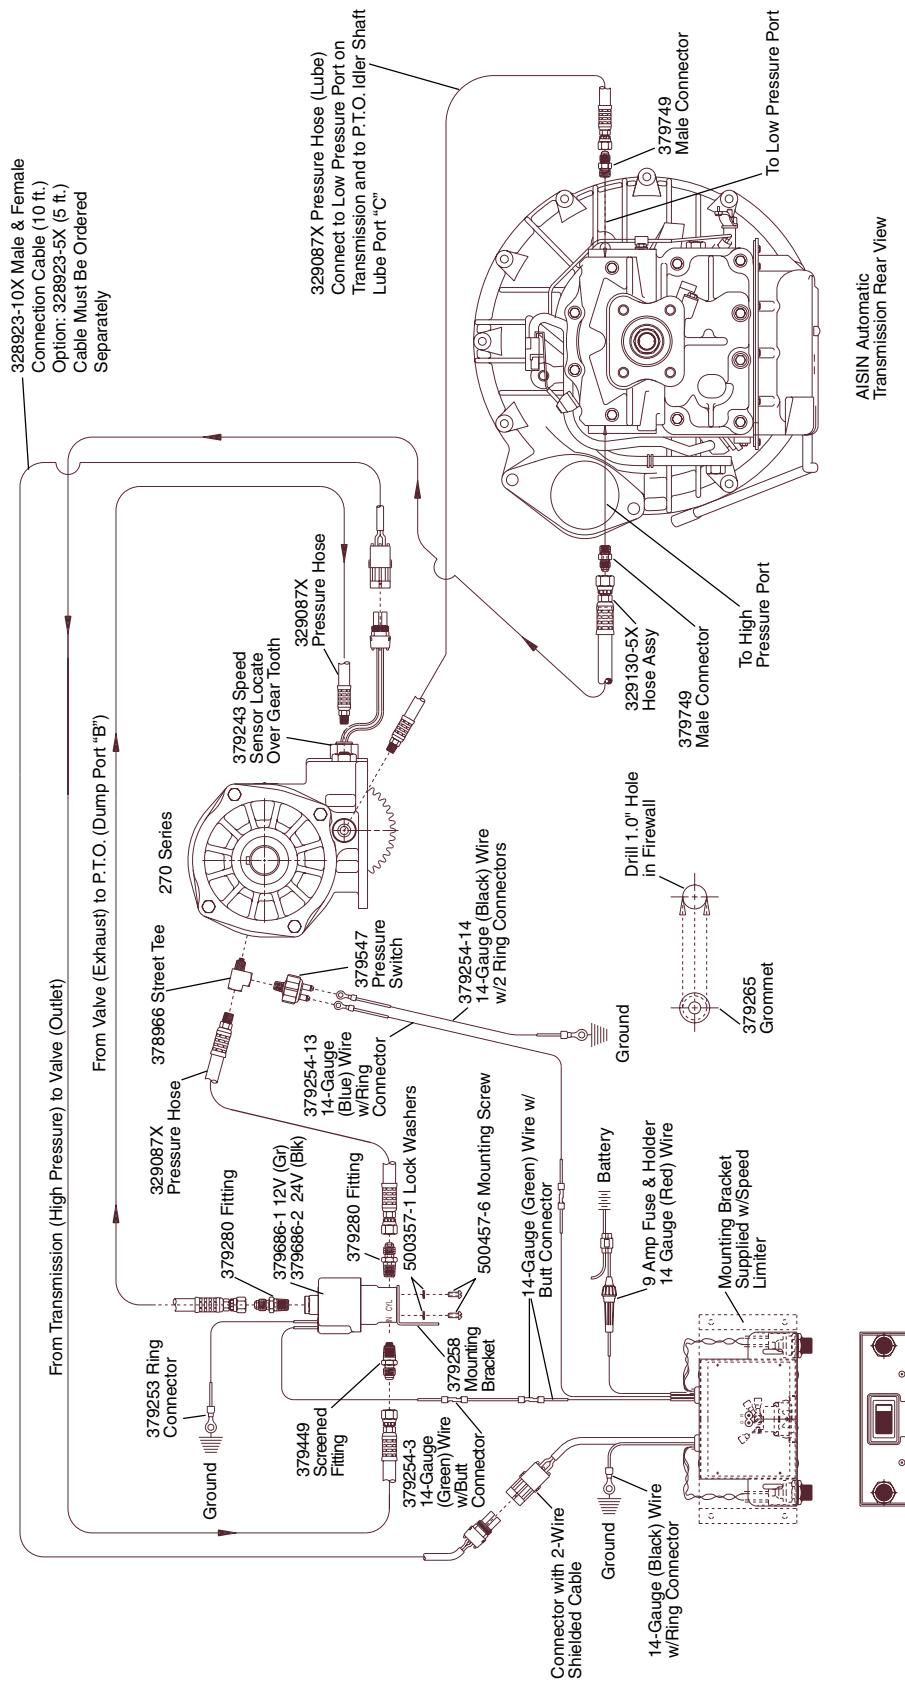 328923-10X Male & Female
Connection Cable (10 ft.)
Option: 328923-5X (5 ft.)
Cable Must Be Ordered
Separately
From Transmission (High Pressure) to Valve (Outlet)
From Valve (Exhaust) to P.T.O. (Dump Port "B")
329087X Pressure Hose (Lube)
Connect to Low Pressure Port on
Transmission and to P.T.O. Idler Shaft
Lube Port "C"
379253 Ring
Connector
Ground
379280 Fitting
379686-1 12V (Gr)
379686-2 24V (Blk)
379280 Fitting
329087X
Pressure Hose
378966 Street Tee
270 Series
379243 Speed
Sensor Locate
Over Gear Tooth
329087X
Pressure Hose
379449
Screened
Fitting
IN CYL
379258
Mounting
Bracket
500357-1 Lock Washers
500457-6 Mounting Screw
379254-3
14-Gauge
(Green) Wire
w/Butt
Connector
379254-13
14-Gauge
(Blue) Wire
w/Ring
Connector
379547
Pressure
Switch
379254-14
14-Gauge (Black) Wire
w/2 Ring Connectors
Ground
14-Gauge (Green) Wire w/
Butt Connector
Battery
9 Amp Fuse & Holder
14 Gauge (Red) Wire
Mounting Bracket
Supplied w/Speed
Limiter
Connector with 2-Wire
Shielded Cable
Ground
14-Gauge (Black) Wire
w/Ring Connector
379265
Grommet
Drill 1.0" Hole
in Firewall
329130-5X
Hose Assy
379749
Male Connector
To High
Pressure Port
379749
Male Connector
To Low Pressure Port
AISIN Automatic
Transmission Rear View